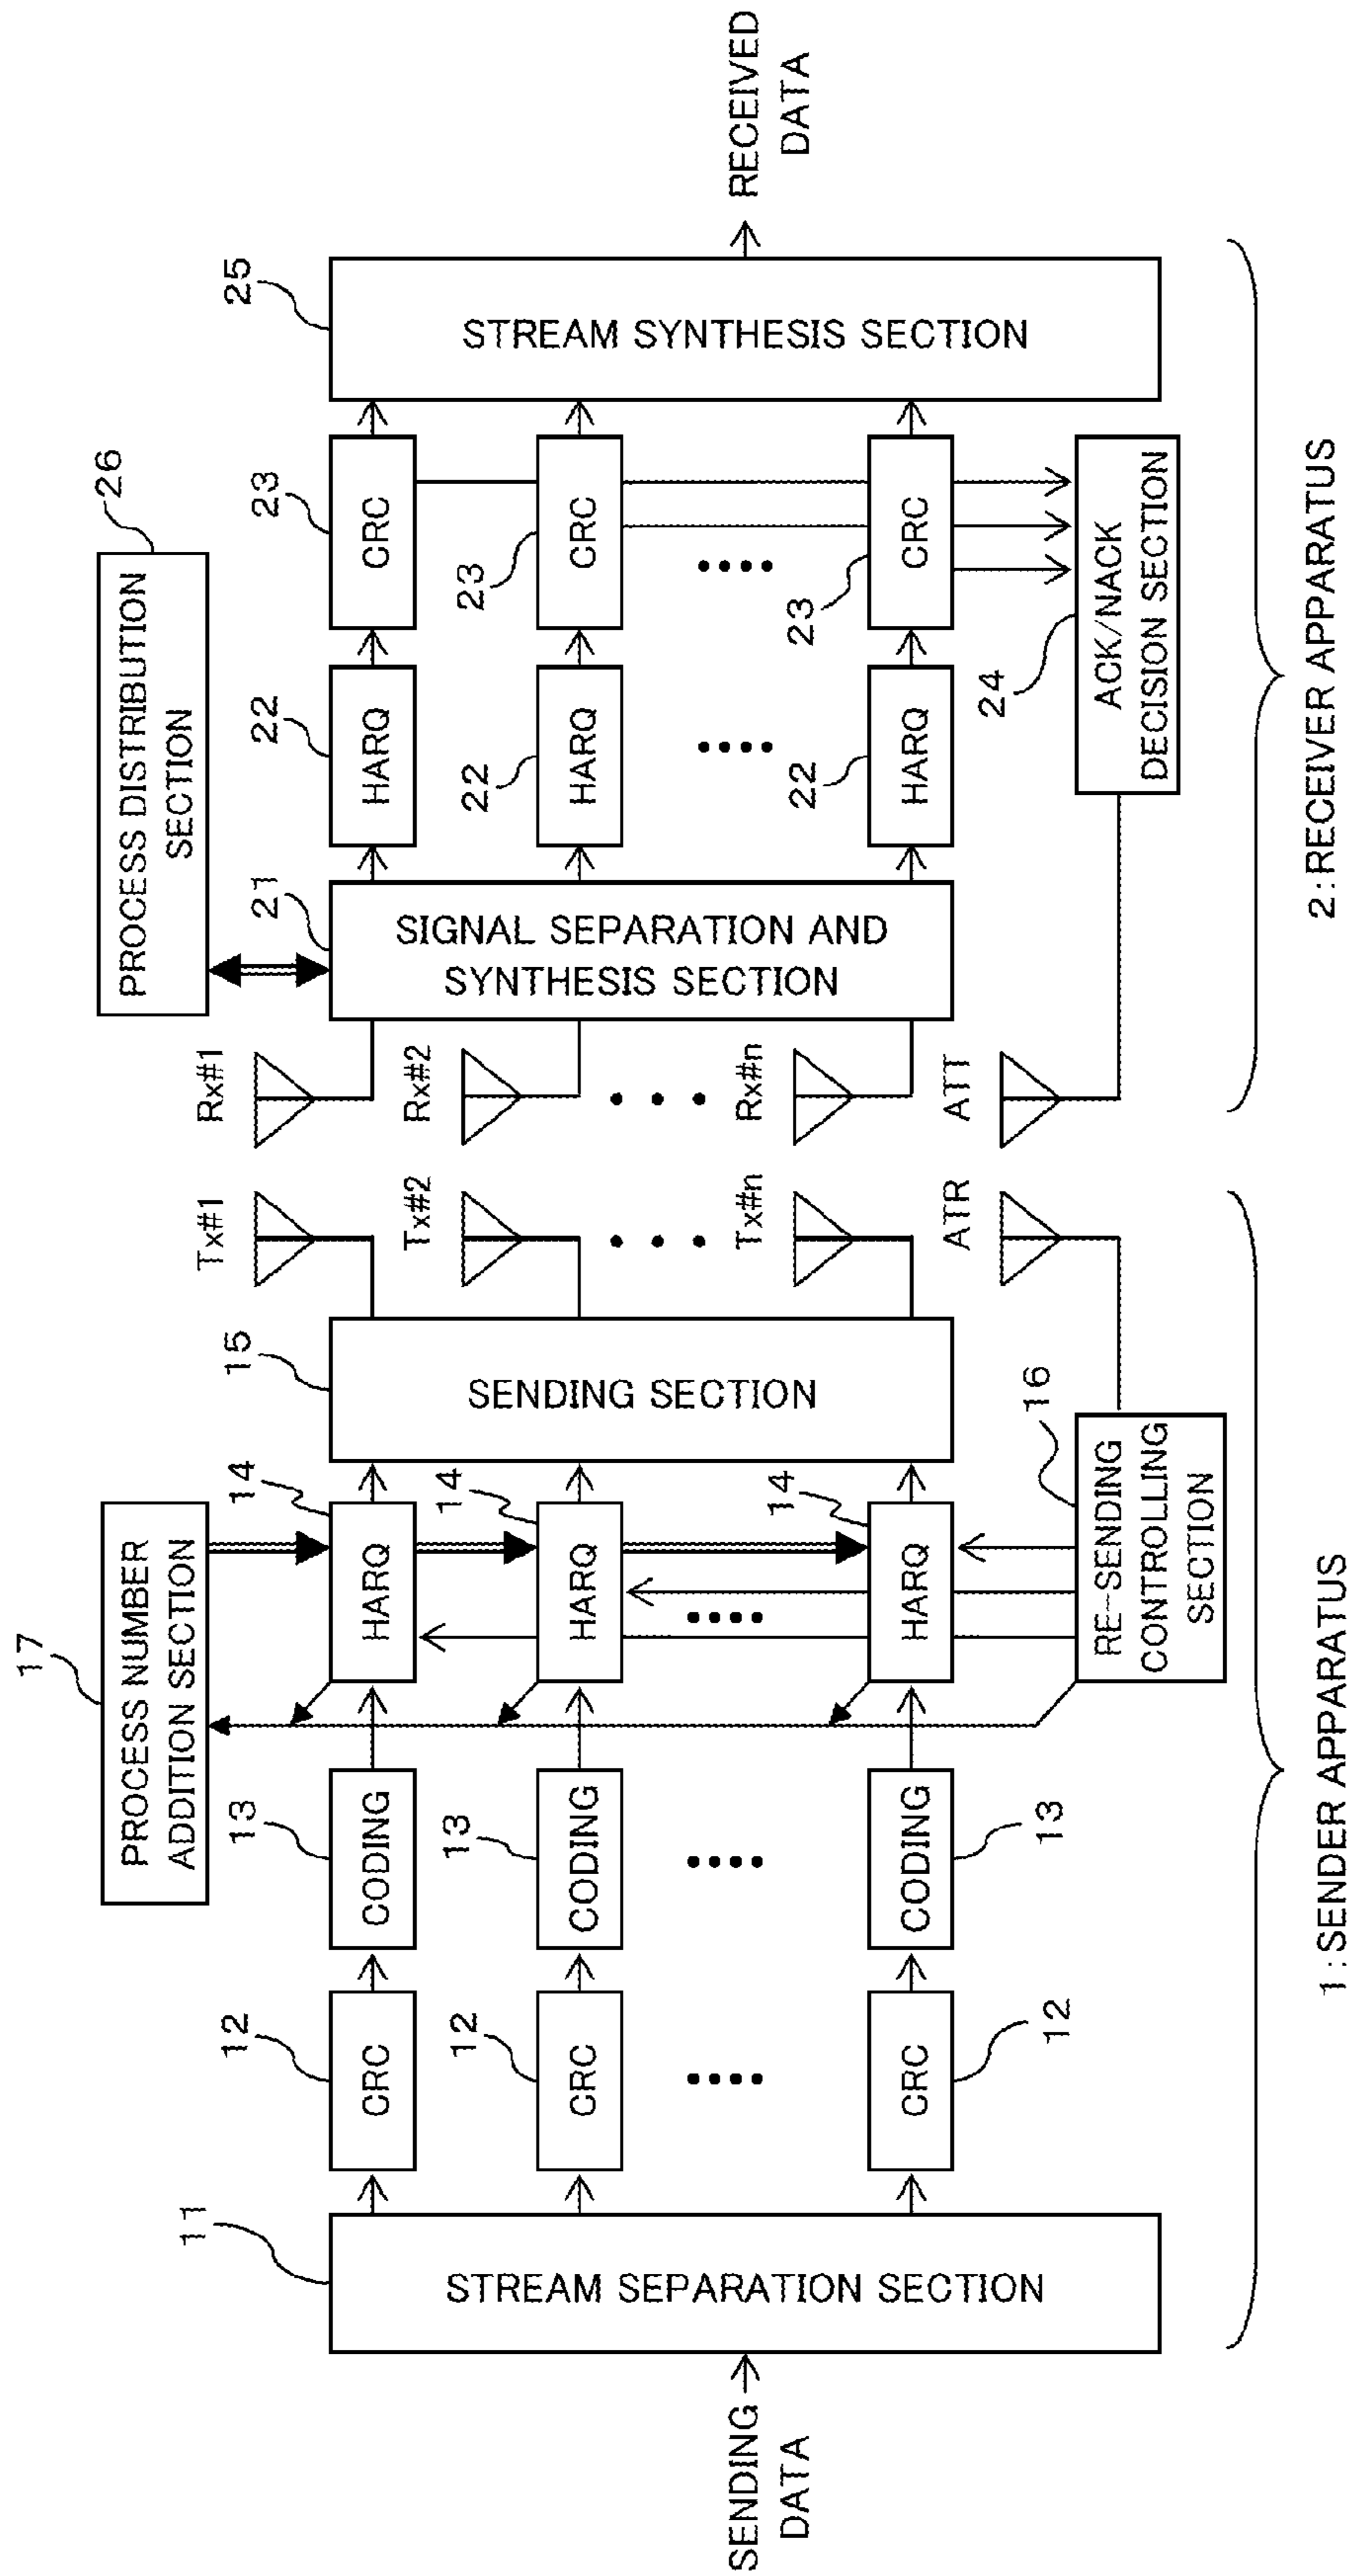 SENDING
DATA
11
STREAM SEPARATION SECTION
12
CRC
12
CRC
12
CRC
13
CODING
13
CODING
13
CODING
17
PROCESS NUMBER
ADDITION SECTION
14
HARQ
14
HARQ
14
HARQ
16
RE-SENDING
CONTROLLING
SECTION
15
SENDING SECTION
Tx#1
Tx#2
Tx#n
ATR
1:SENDER APPARATUS
Rx#1
Rx#2
Rx#n
ATT
26
PROCESS DISTRIBUTION
SECTION
21
SIGNAL SEPARATION AND
SYNTHESIS SECTION
22
HARQ
22
HARQ
22
HARQ
23
CRC
23
CRC
23
CRC
24
ACK/NACK
DECISION SECTION
25
STREAM SYNTHESIS SECTION
RECEIVED
DATA
2:RECEIVER APPARATUS